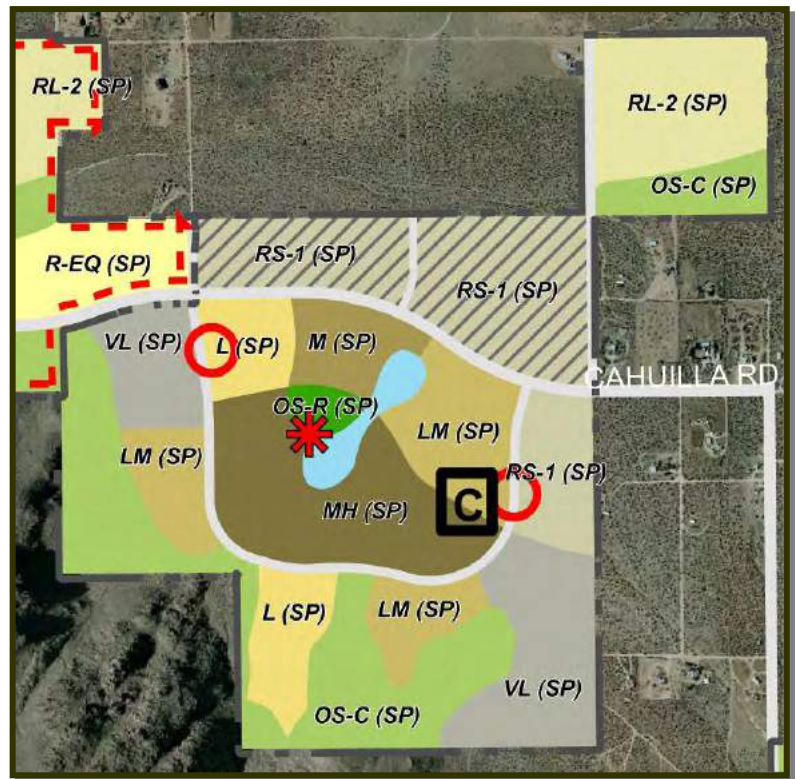 RL-2 (SP)
RL-2 (SP)
OS-C (SP)
R-EQ (SP)
RS-1 (SP)
RS-1 (SP)
VL (SP)
L (SP)
M (SP)
CAHUILLA RD
OS-R (SP)
LM (SP)
LM (SP)
RS-1 (SP)
C
MH (SP)
L (SP)
LM (SP)
VL (SP)
OS-C (SP)